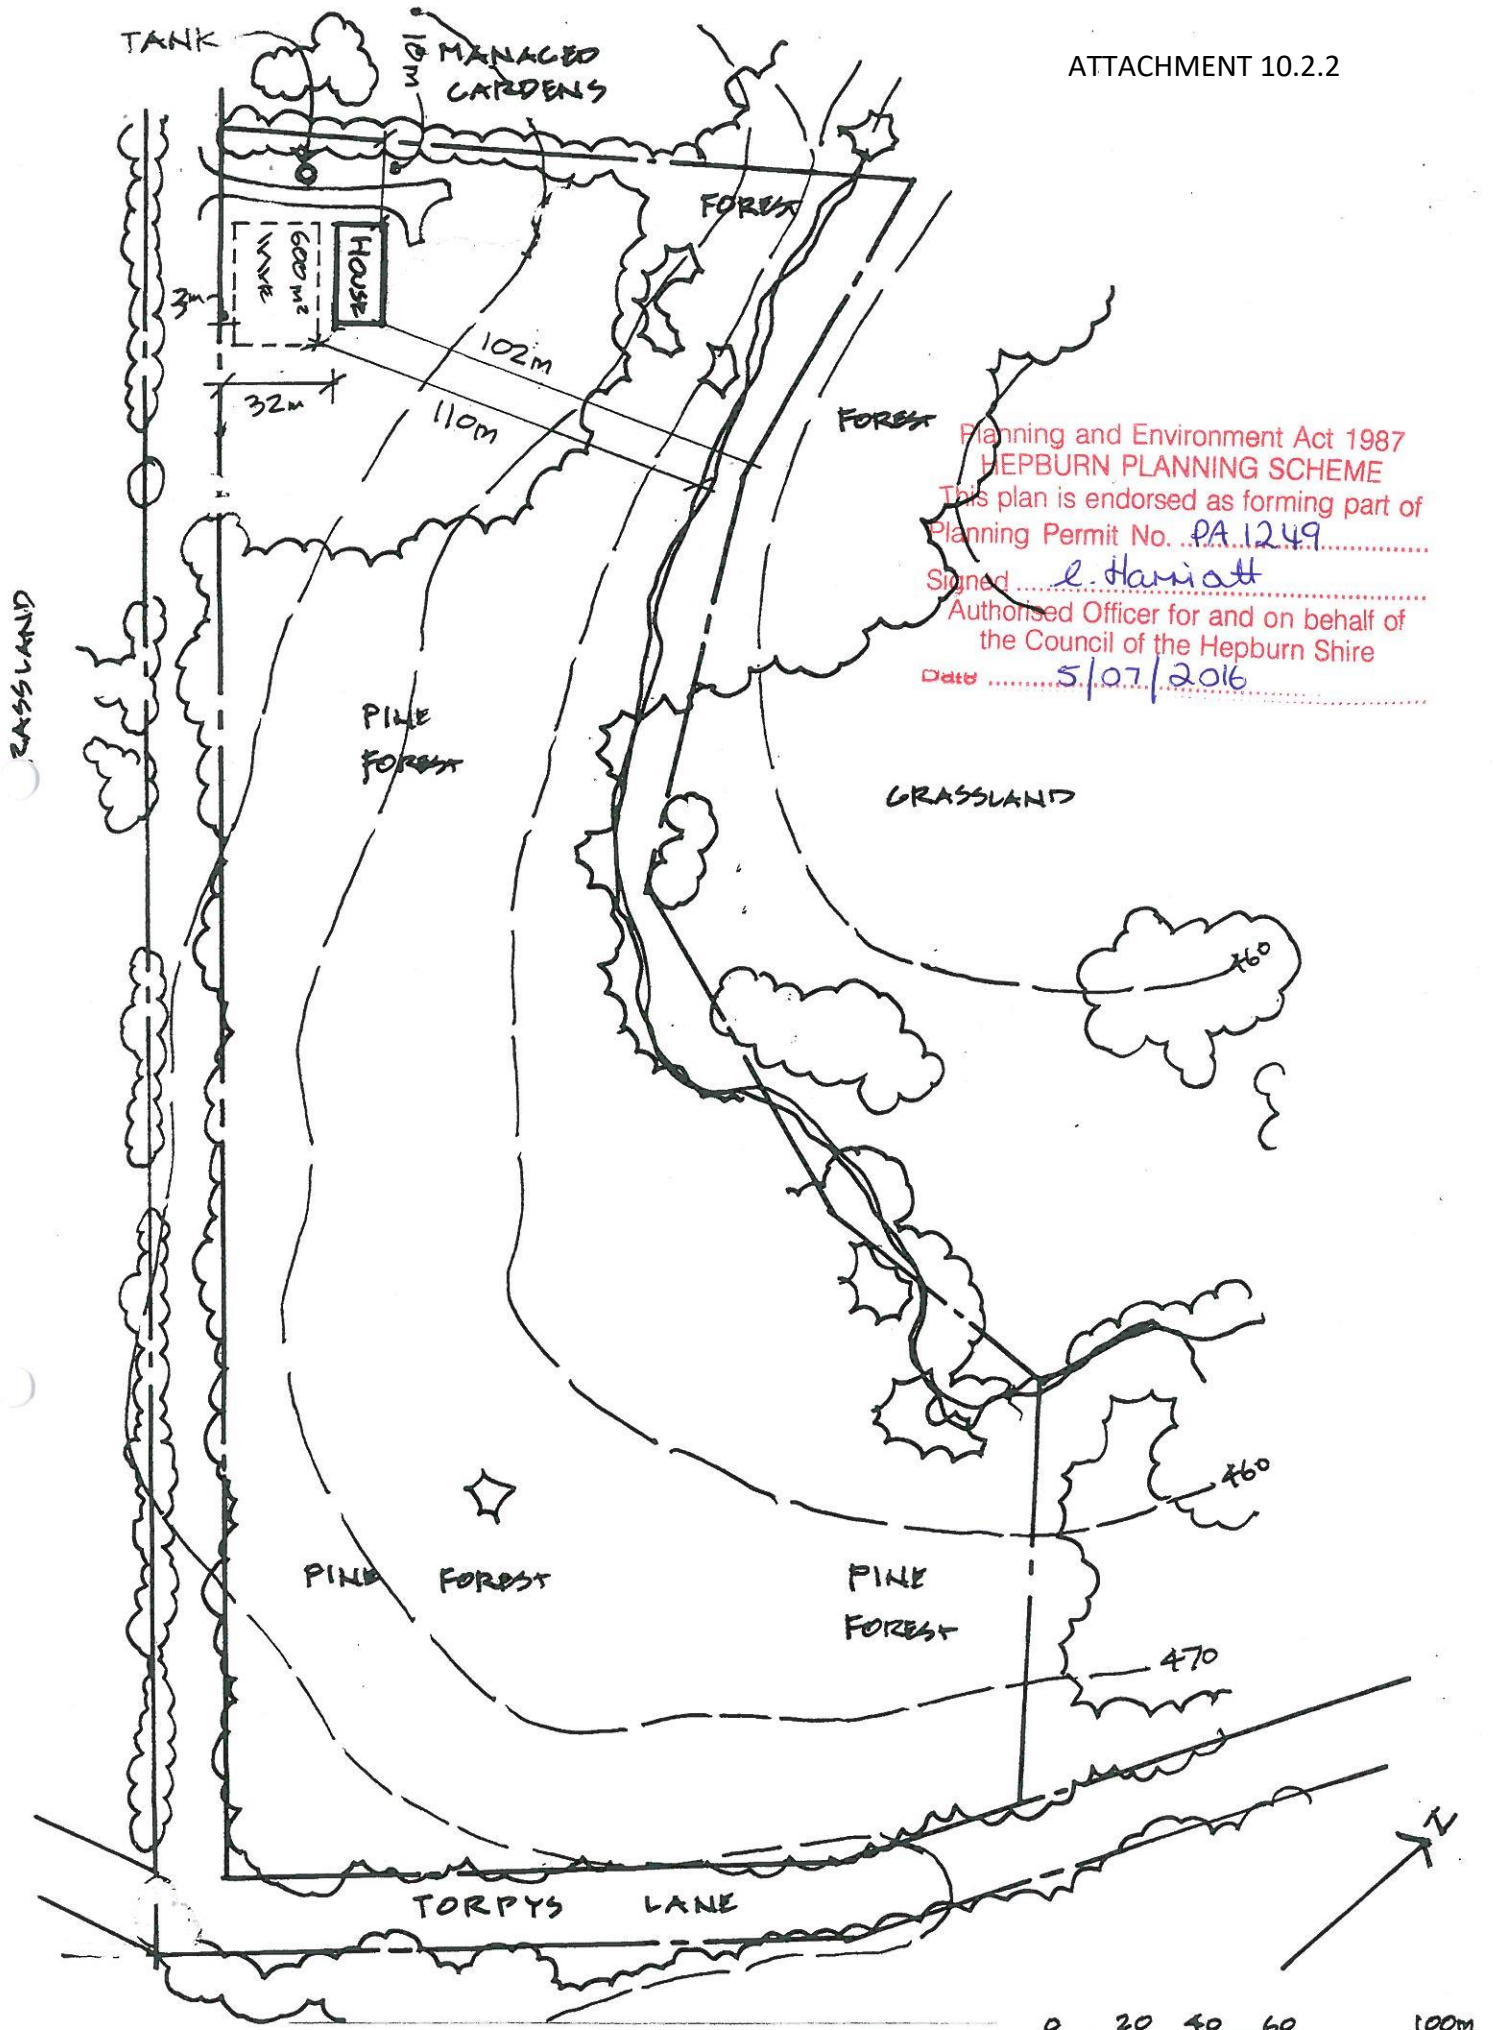 ATTACHMENT 10.2.2
TANK
10m
MANAGED
GARDENS
FOREST
HOUSE
600 m²
3m
102m
32m
110m
FOREST
Planning and Environment Act 1987
HEPBURN PLANNING SCHEME
This plan is endorsed as forming part of
Planning Permit No. PA 1249
Signed
Authorised Officer for and on behalf of
the Council of the Hepburn Shire
Date 5/07/2016
RASSLAND
PINE
FOREST
GRASSLAND
460
460
PINE FOREST
PINE
FOREST
470
N
TORPYS LANE
0 20 40 60 100m